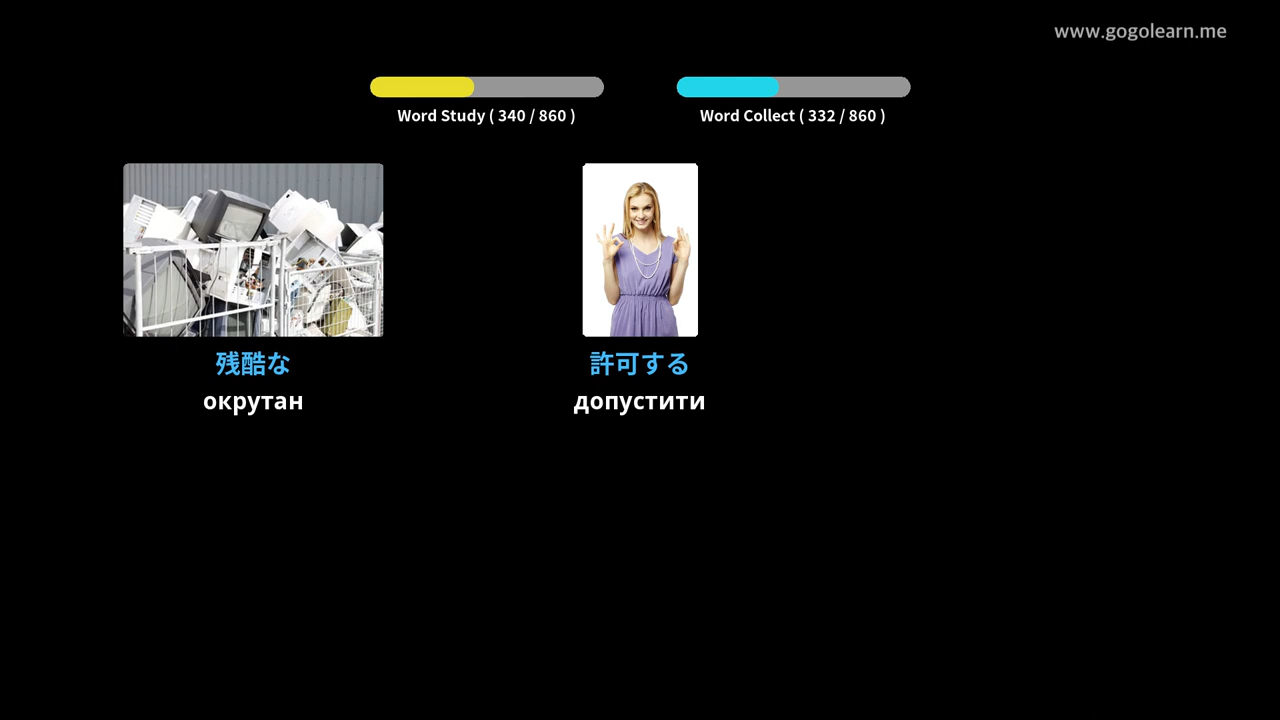 www.gogolearn.me
Word Study ( 340 / 860 )
Word Collect ( 332 / 860 )
残酷な
окрутан
許可する
допустити